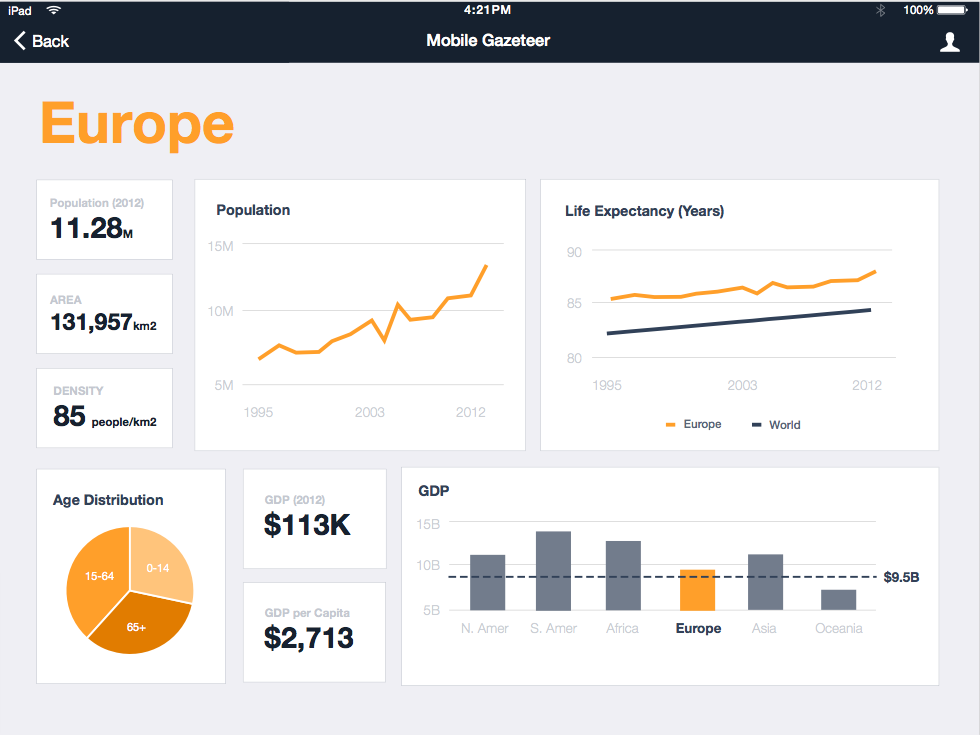 iPad 4:21PM 100%
Back Mobile Gazeteer
Europe
Population (2012)
11.28M
AREA
131,957km2
DENSITY
85 people/km2
Population
15M
10M
5M
1995 2003 2012
Life Expectancy (Years)
90
85
80
1995 2003 2012
Europe World
Age Distribution
15-64
0-14
65+
GDP (2012)
$113K
GDP per Capita
$2,713
GDP
15B
10B
5B
$9.5B
N. Amer S. Amer Africa Europe Asia Oceania